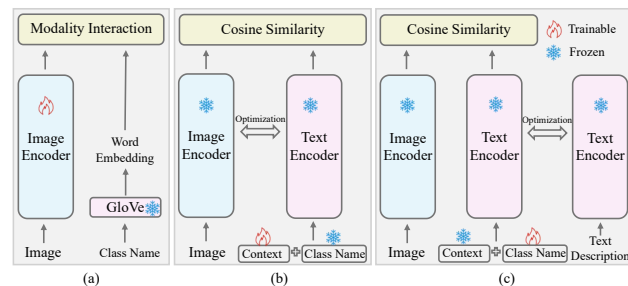 Modality Interaction
Image
Encoder
Word
Embedding
GloVe
Image
Class Name
(a)
Cosine Similarity
Image
Encoder
Optimization
Text
Encoder
Image
Context
Class Name
(b)
Cosine Similarity
Trainable
Frozen
Image
Encoder
Text
Encoder
Optimization
Text
Encoder
Image
Context
Class Name
Text
Description
(c)